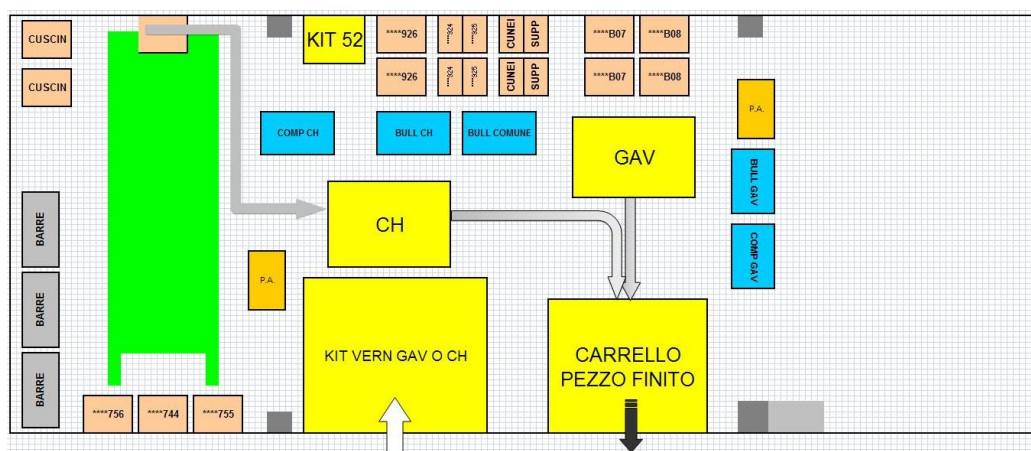 CUSCIN
KIT 52
****926
****924
****925
CUNEI
SUPP
****B07
****B08
CUSCIN
****926
****924
****925
CUNEI
SUPP
****B07
****B08
P.A.
COMP CH
BULL CH
BULL COMUNE
GAV
BULL GAV
BARRE
CH
COMP GAV
P.A.
BARRE
KIT VERN GAV O CH
CARRELLO
PEZZO FINITO
BARRE
****756
****744
****755